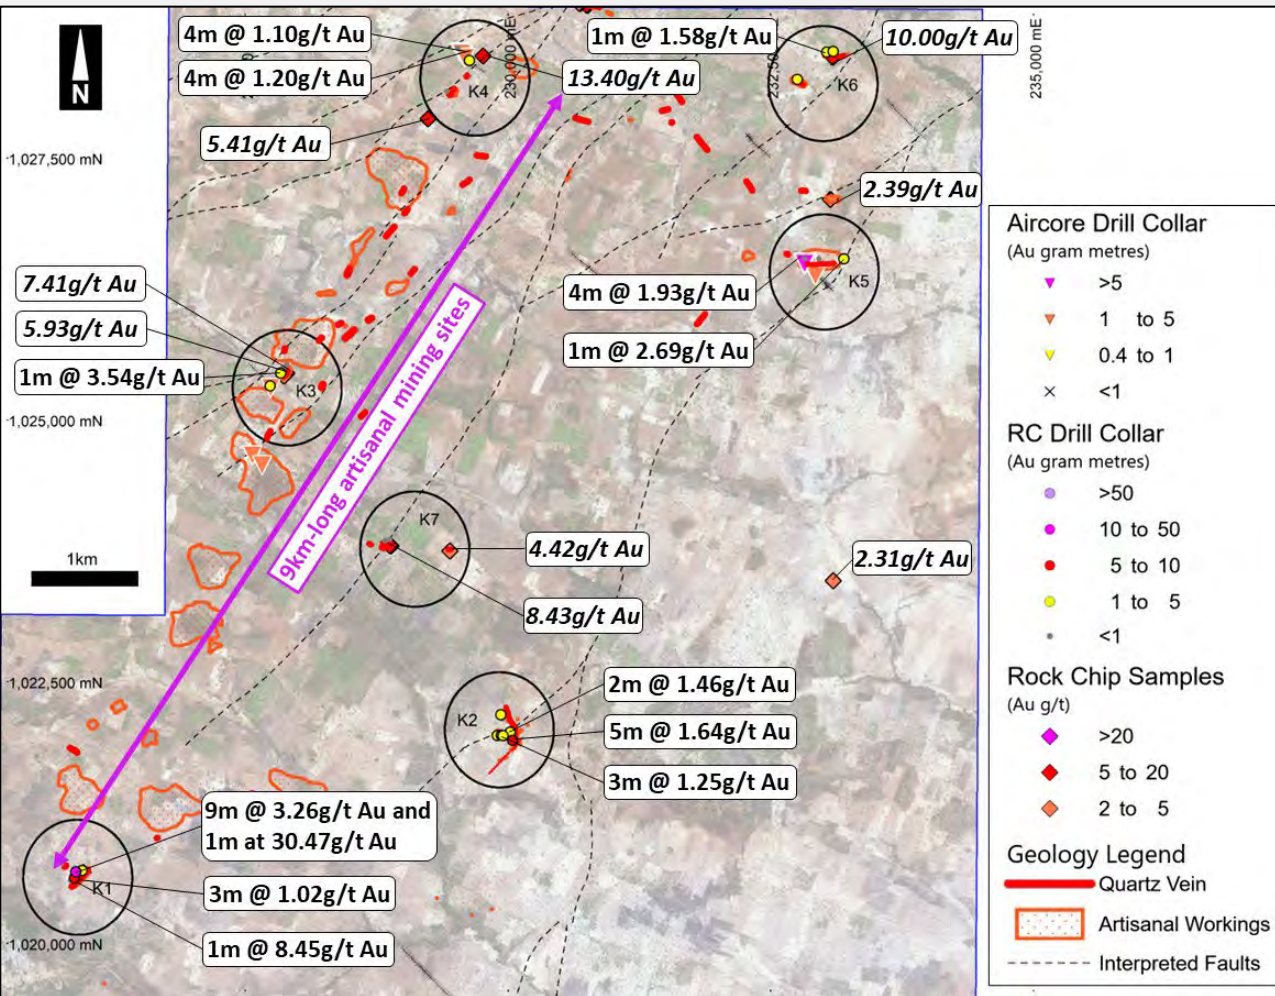 N
4m @ 1.10g/t Au
4m @ 1.20g/t Au
K4
13.40g/t Au
5.41g/t Au
230,000 mE
1m @ 1.58g/t Au
10.00g/t Au
K6
235,000 mE
1,027,500 mN
2.39g/t Au
4m @ 1.93g/t Au
K5
1m @ 2.69g/t Au
7.41g/t Au
5.93g/t Au
1m @ 3.54g/t Au
K3
1,025,000 mN
9km-long artisanal mining sites
K7
4.42g/t Au
8.43g/t Au
2.31g/t Au
1km
1,022,500 mN
K2
2m @ 1.46g/t Au
5m @ 1.64g/t Au
3m @ 1.25g/t Au
9m @ 3.26g/t Au and
1m at 30.47g/t Au
K1
3m @ 1.02g/t Au
1m @ 8.45g/t Au
1,020,000 mN
Aircore Drill Collar
(Au gram metres)
>5
1 to 5
0.4 to 1
<1
RC Drill Collar
(Au gram metres)
>50
10 to 50
5 to 10
1 to 5
<1
Rock Chip Samples
(Au g/t)
>20
5 to 20
2 to 5
Geology Legend
Quartz Vein
Artisanal Workings
Interpreted Faults